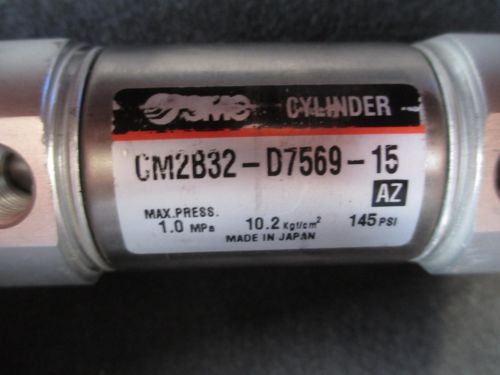 SMC CYLINDER
CM2B32-D7569-15
AZ
MAX.PRESS.
1.0 MPa 10.2 Kgf/cm² 145 PSI
MADE IN JAPAN